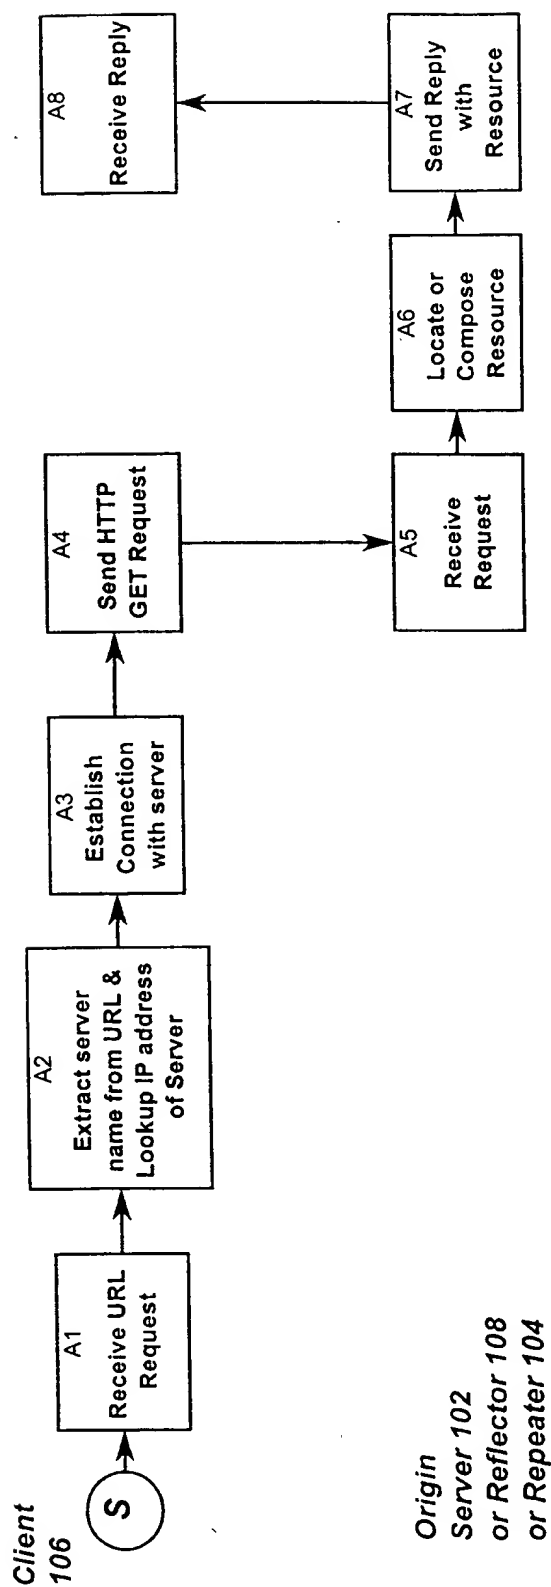 Client
106
S
A1
Receive URL
Request
A2
Extract server
name from URL &
Lookup IP address
of Server
A3
Establish
Connection
with server
A4
Send HTTP
GET Request
A8
Receive Reply
Origin
Server 102
or Reflector 108
or Repeater 104
A5
Receive
Request
A6
Locate or
Compose
Resource
A7
Send Reply
with
Resource